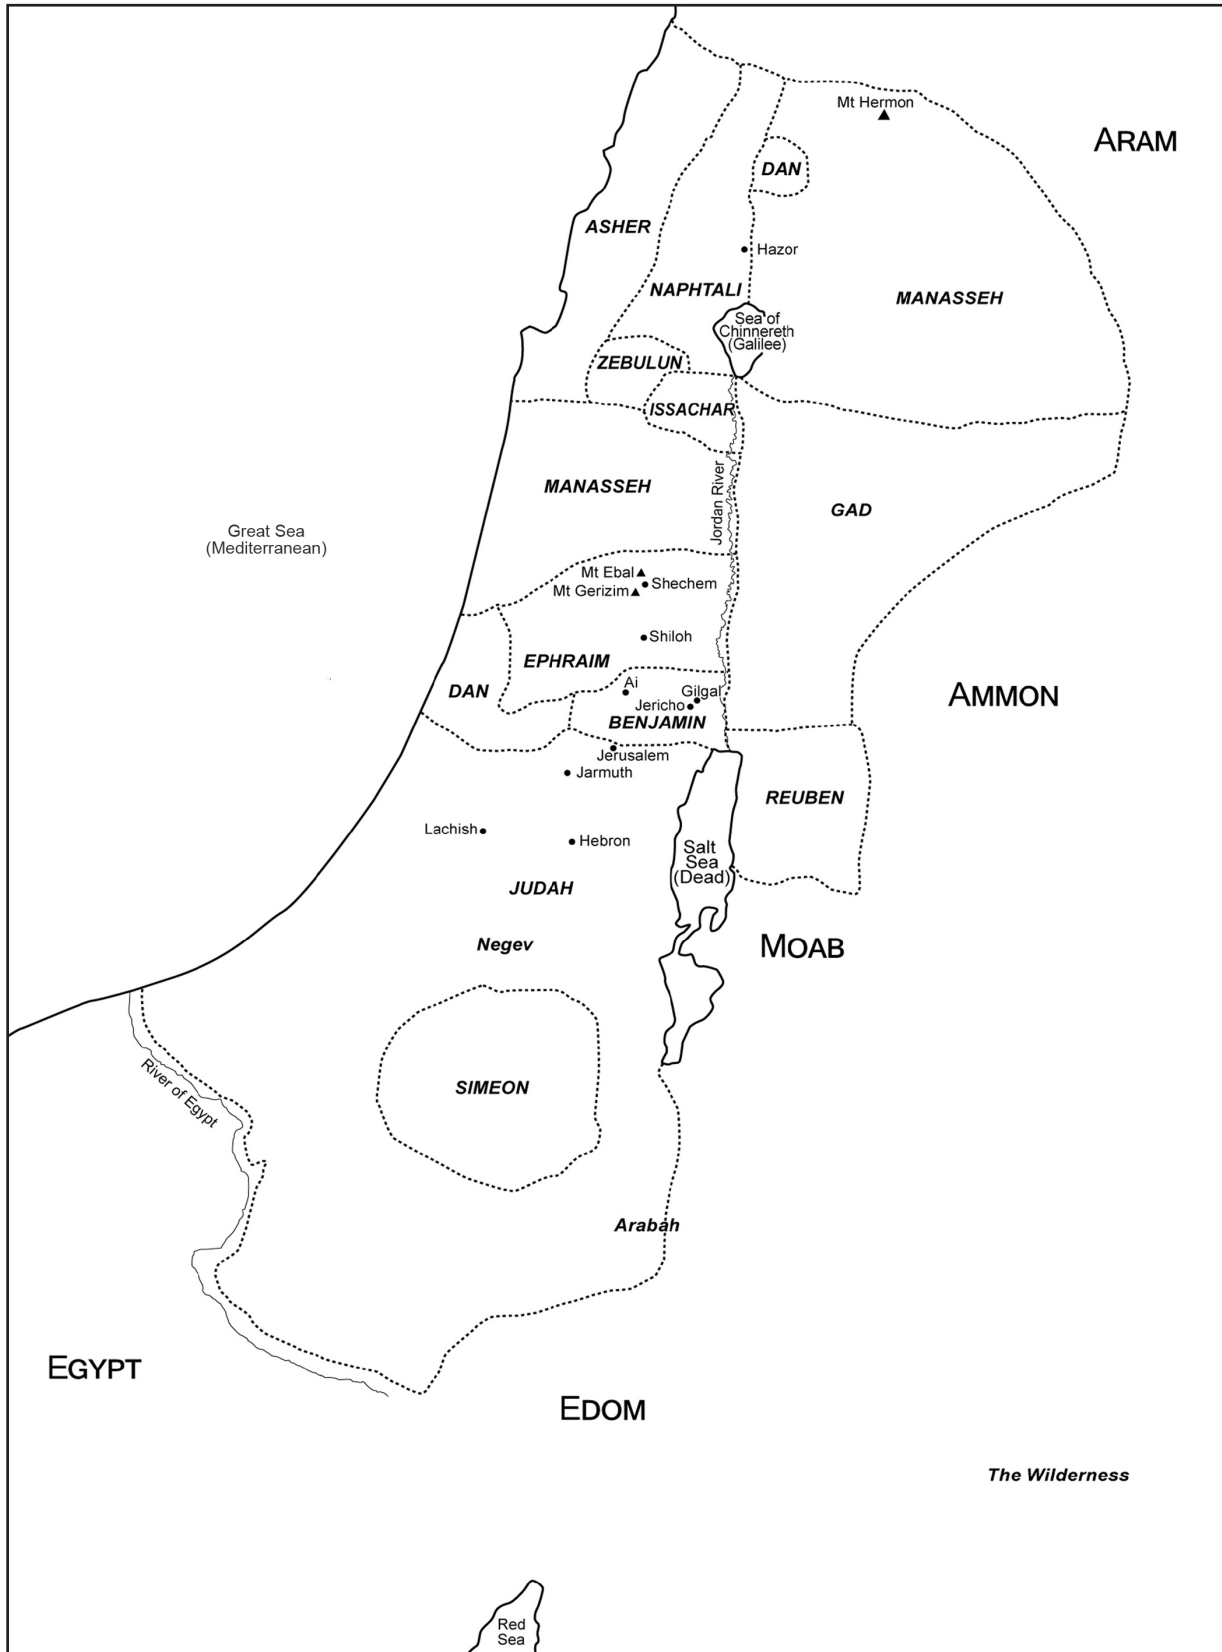 Mt Hermon
ARAM
DAN
ASHER
Hazor
NAPHTALI
MANASSEH
Sea of
Chinnereth
(Galilee)
ZEBULUN
ISSACHAR
MANASSEH
Jordan River
GAD
Great Sea
(Mediterranean)
Mt Ebal
Shechem
Mt Gerizim
Shiloh
EPHRAIM
DAN
Ai
Gilgal
Jericho
BENJAMIN
AMMON
Jerusalem
Jarmuth
REUBEN
Lachish
Hebron
Salt
Sea
(Dead)
JUDAH
Negev
MOAB
River of Egypt
SIMEON
Arabah
EGYPT
EDOM
The Wilderness
Red
Sea